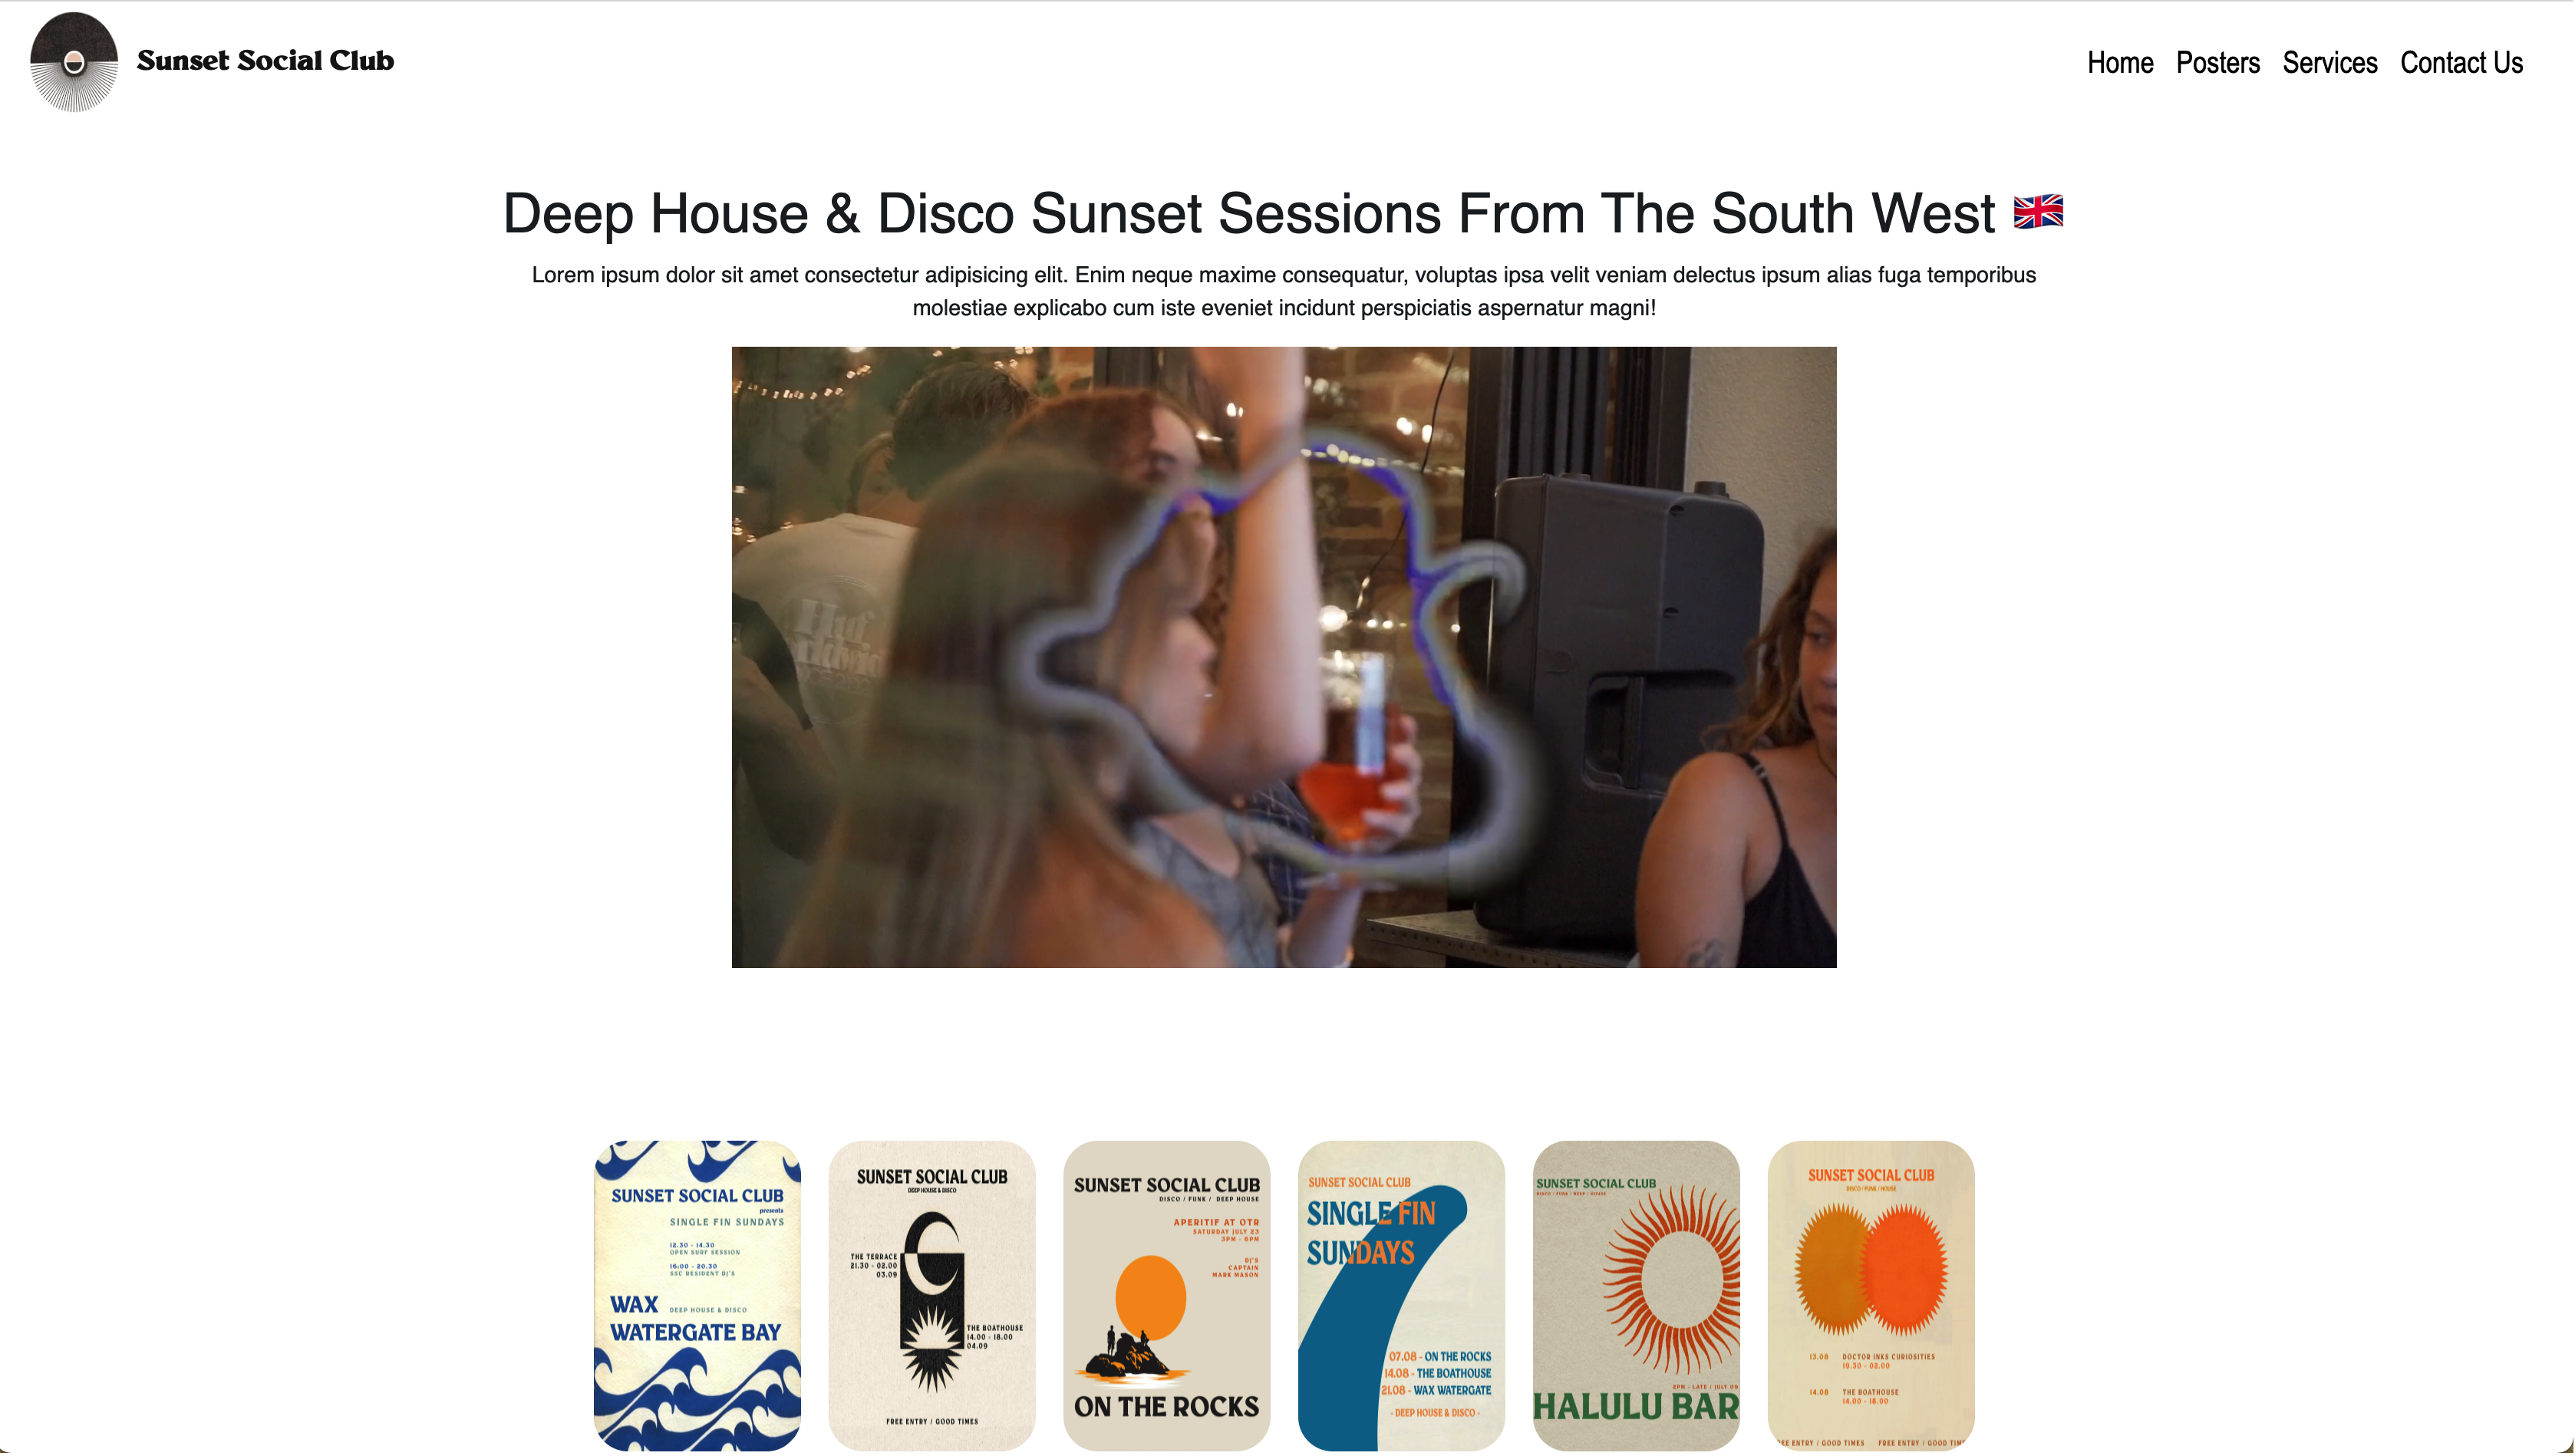 Sunset Social Club
Home Posters Services Contact Us
Deep House & Disco Sunset Sessions From The South West 🇬🇧
Lorem ipsum dolor sit amet consectetur adipisicing elit. Enim neque maxime consequatur, voluptas ipsa velit veniam delectus ipsum alias fuga temporibus
molestiae explicabo cum iste eveniet incidunt perspiciatis aspernatur magni!
Huf
SUNSET SOCIAL CLUB
presents
SINGLE FIN SUNDAYS
12.30 - 14.30
OPEN SURF SESSION
16:00 - 20.30
SSC RESIDENT DJ'S
WAX DEEP HOUSE & DISCO
WATERGATE BAY
SUNSET SOCIAL CLUB
DEEP HOUSE & DISCO
THE TERRACE
21.30 - 02.00
03.09
THE BOATHOUSE
14.00 - 18.00
04.09
FREE ENTRY / GOOD TIMES
SUNSET SOCIAL CLUB
DISCO / FUNK / DEEP HOUSE
APERITIF AT OTR
SATURDAY JULY 23
3PM - 6PM
DJ'S
CAPTAIN
MARK MASON
ON THE ROCKS
SUNSET SOCIAL CLUB
SINGLE FIN
SUNDAYS
07.08 - ON THE ROCKS
14.08 - THE BOATHOUSE
21.08 - WAX WATERGATE
- DEEP HOUSE & DISCO -
SUNSET SOCIAL CLUB
DISCO / FUNK / DEEP - HOUSE
2PM - LATE / JULY 09
HALULU BAR
SUNSET SOCIAL CLUB
DISCO / FUNK / HOUSE
13.08 DOCTOR INKS CURIOSITIES
19.30 - 02.00
14.08 THE BOATHOUSE
14.00 - 18.00
EE ENTRY / GOOD TIMES FREE ENTRY / GOOD TIM